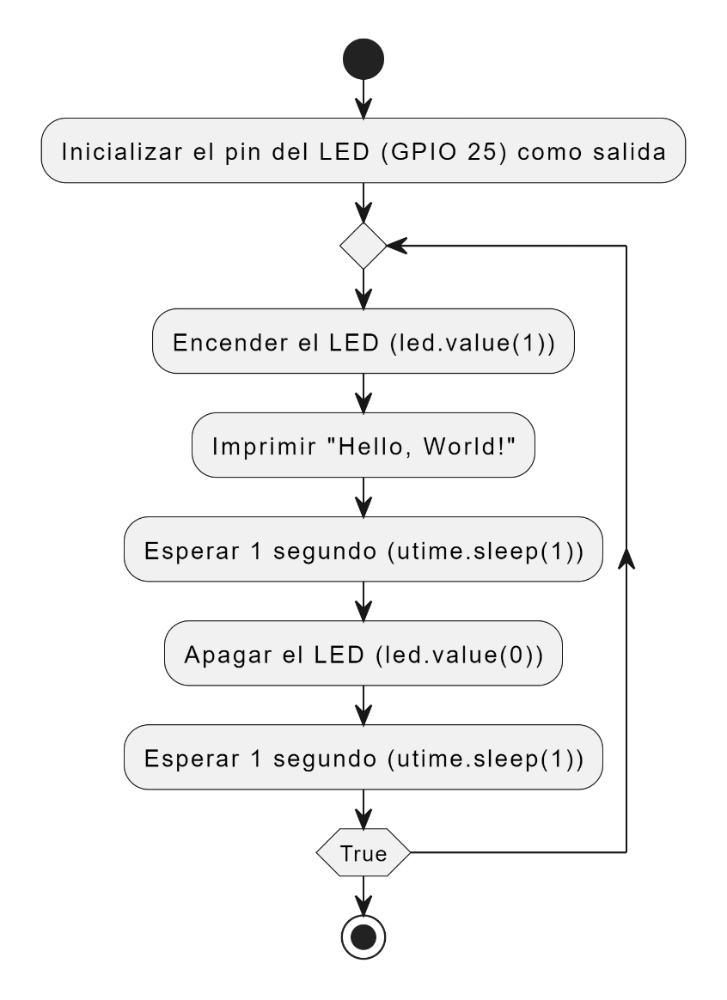 Inicializar el pin del LED (GPIO 25) como salida
Encender el LED (led.value(1))
Imprimir "Hello, World!"
Esperar 1 segundo (utime.sleep(1))
Apagar el LED (led.value(0))
Esperar 1 segundo (utime.sleep(1))
True